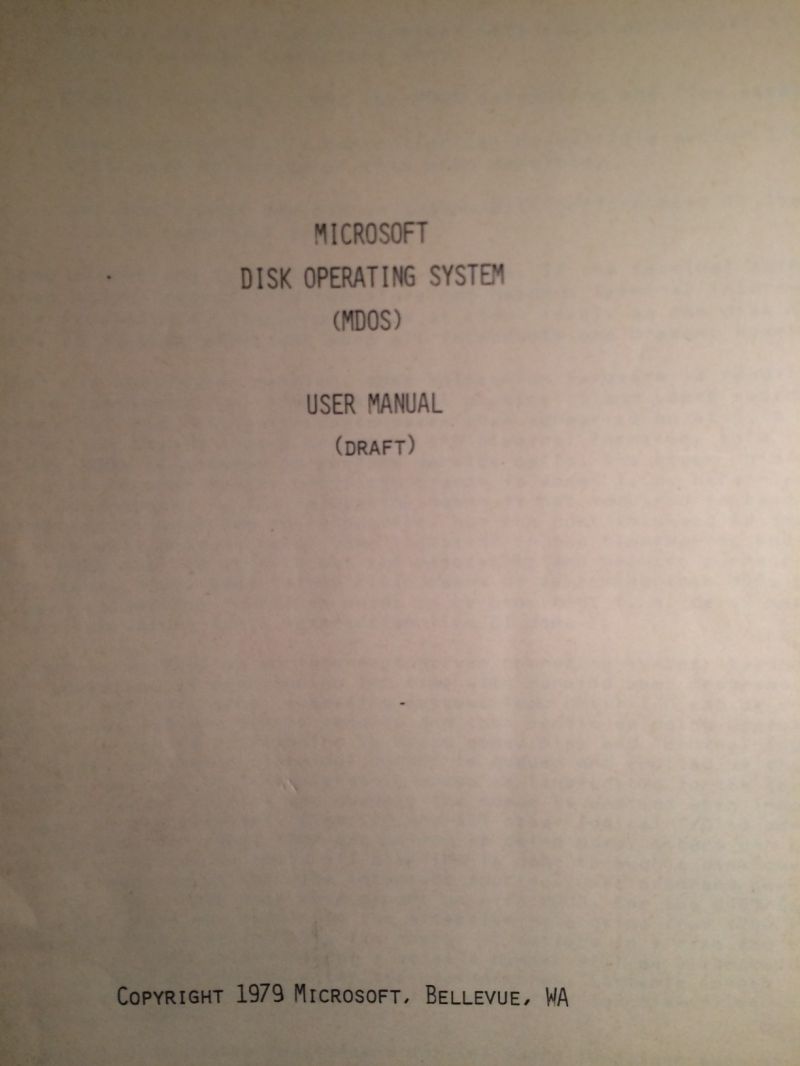 MICROSOFT
DISK OPERATING SYSTEM
(MDOS)
USER MANUAL
(DRAFT)
COPYRIGHT 1979 MICROSOFT, BELLEVUE, WA